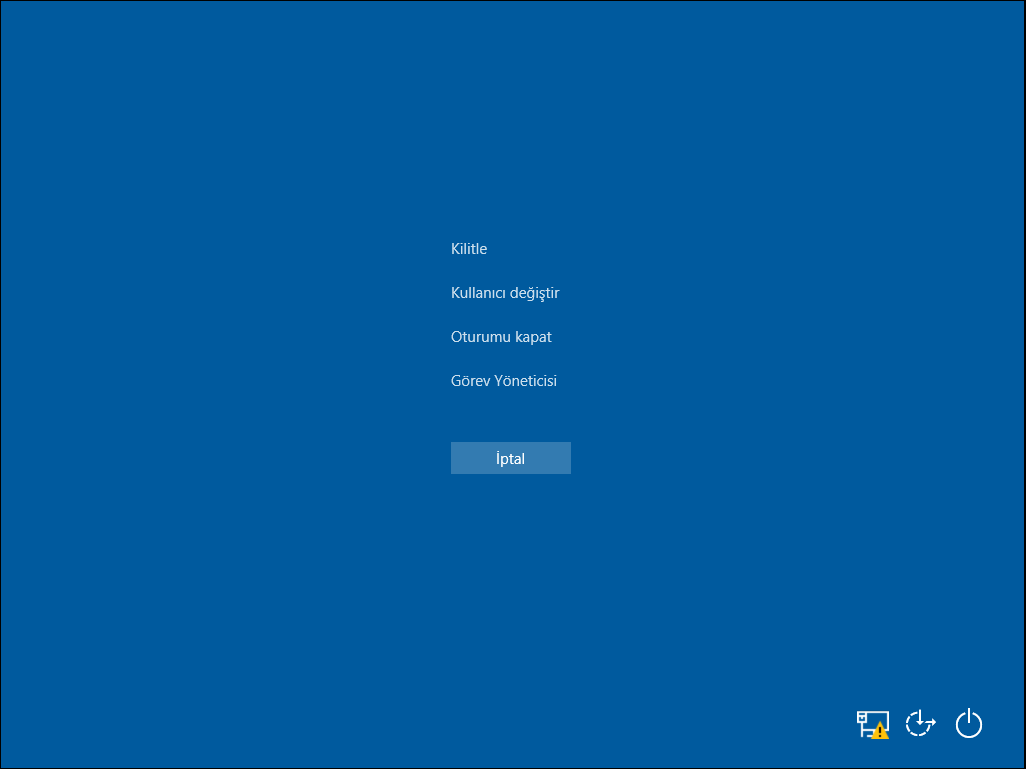 Kilitle
Kullanıcı değiştir
Oturumu kapat
Görev Yöneticisi
İptal